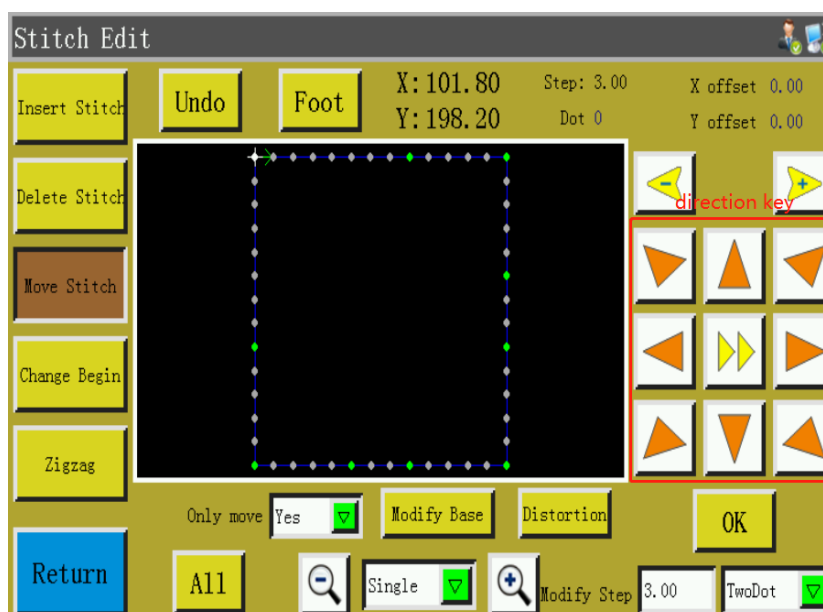 Stitch Edit
Insert Stitch
Undo
Foot
X:101.80
Y:198.20
Step: 3.00
Dot 0
X offset 0.00
Y offset 0.00
Delete Stitch
direction key
Move Stitch
Change Begin
Zigzag
Only move Yes
Modify Base
Distortion
OK
Return
All
Single
Modify Step 3.00
TwoDot